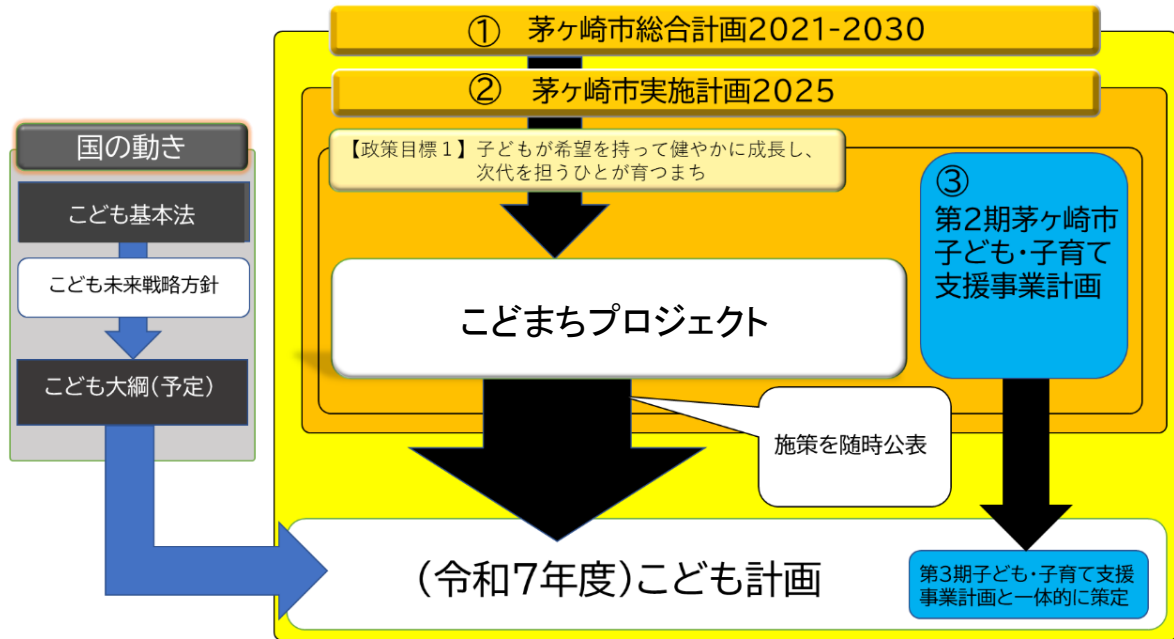 ① 茅ヶ崎市総合計画2021-2030
② 茅ヶ崎市実施計画2025
国の動き
こども基本法
こども未来戦略方針
こども大綱(予定)
【政策目標１】子どもが希望を持って健やかに成長し、
次代を担うひとが育つまち
こどまちプロジェクト
③
第2期茅ヶ崎市
子ども・子育て
支援事業計画
施策を随時公表
(令和7年度)こども計画
第3期子ども・子育て支援
事業計画と一体的に策定